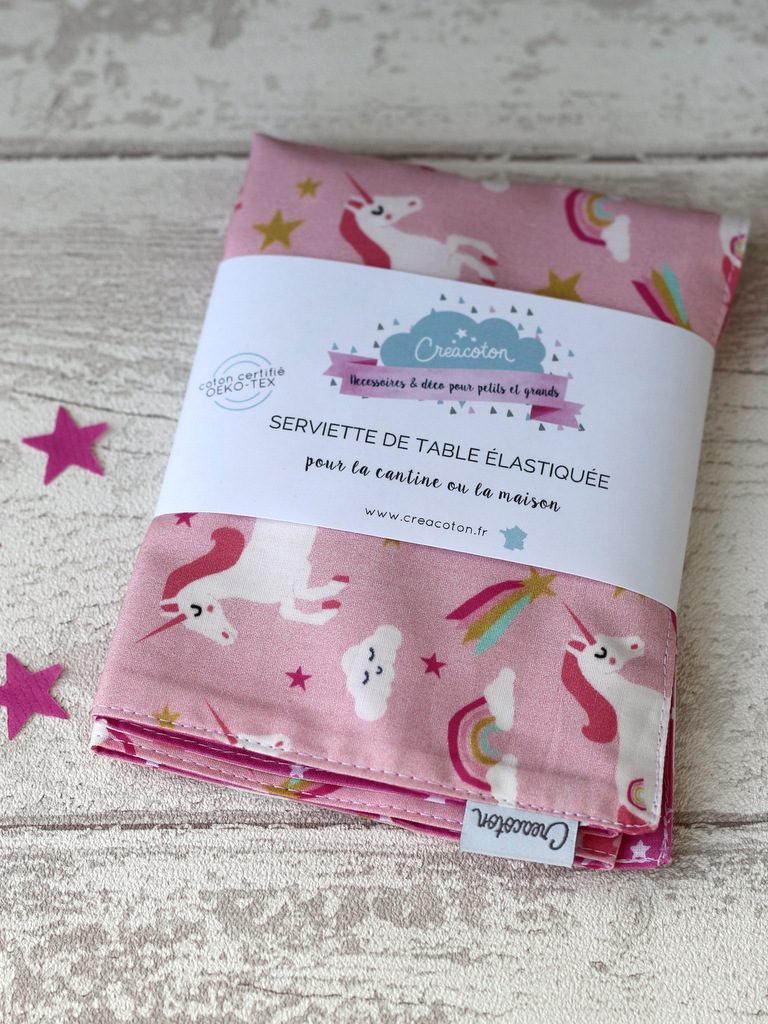 Creacoton
Accessoires & déco pour petits et grands
coton certifié
OEKO-TEX
SERVIETTE DE TABLE ÉLASTIQUÉE
pour la cantine ou la maison
www.creacoton.fr
Creacoton